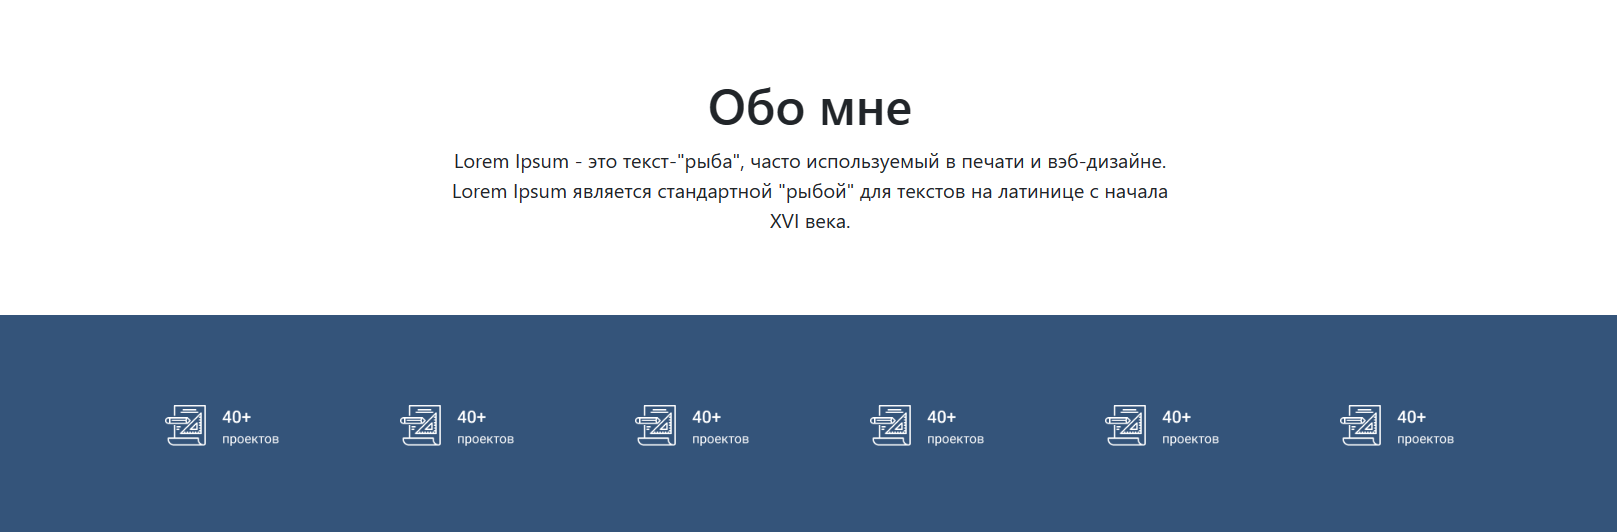 Обо мне
Lorem Ipsum - это текст-"рыба", часто используемый в печати и вэб-дизайне.
Lorem Ipsum является стандартной "рыбой" для текстов на латинице с начала
XVI века.
40+ 40+ 40+ 40+ 40+ 40+
проектов проектов проектов проектов проектов проектов